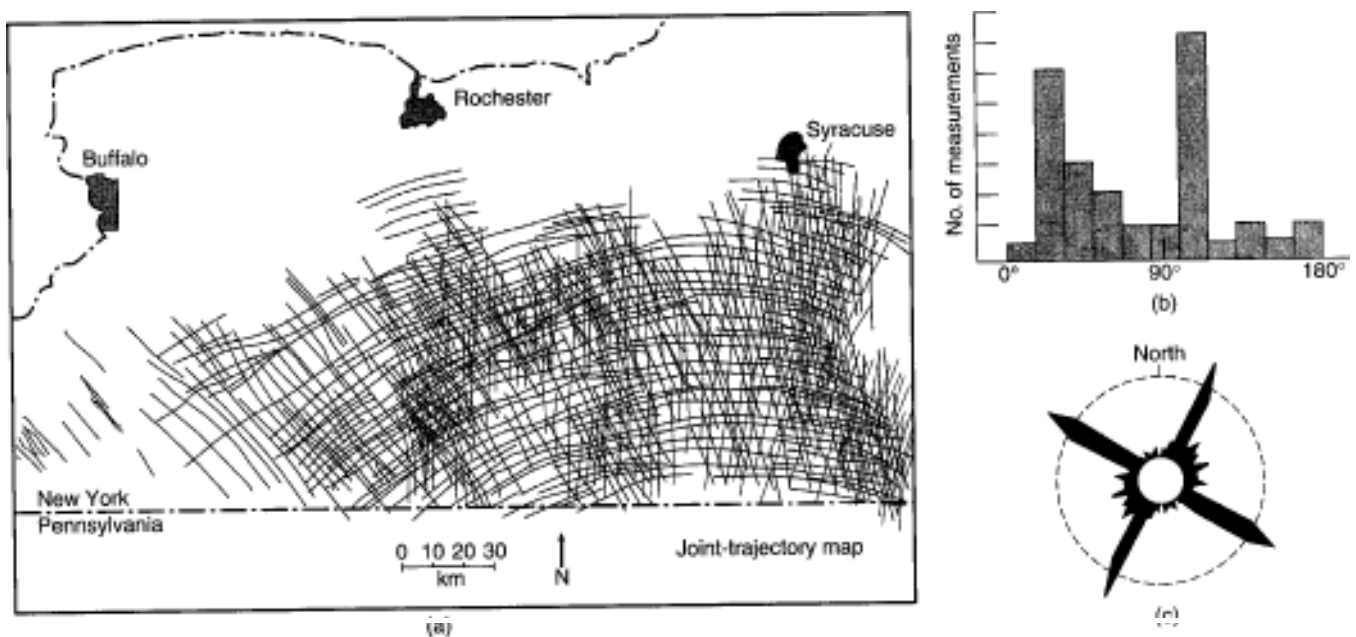 Rochester
Syracuse
Buffalo
New York
Pennsylvania
0 10 20 30
km
N
Joint-trajectory map
(a)
No. of measurements
0° 90° 180°
(b)
North
(c)